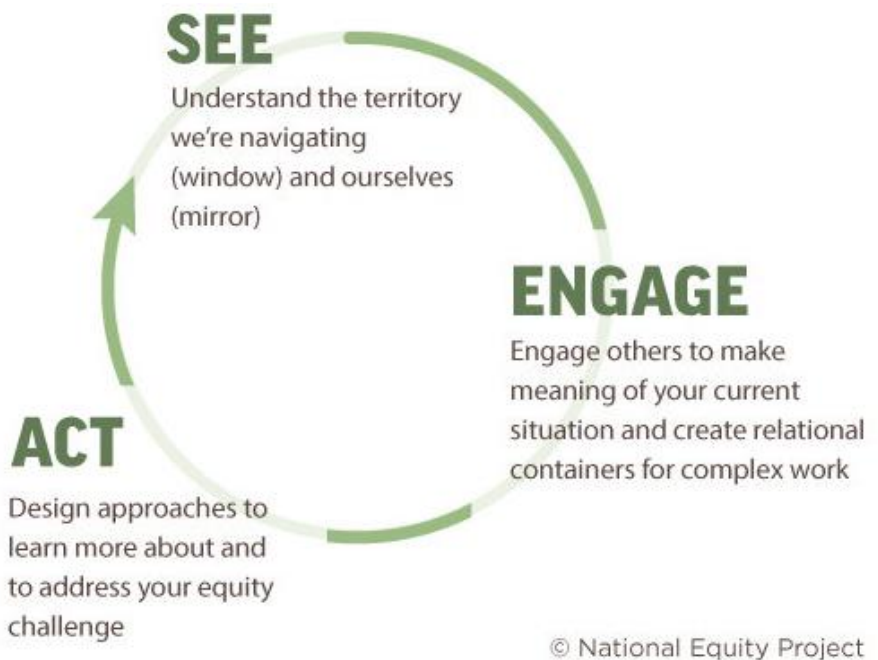 SEE
Understand the territory
we're navigating
(window) and ourselves
(mirror)
ENGAGE
Engage others to make
meaning of your current
situation and create relational
containers for complex work
ACT
Design approaches to
learn more about and
to address your equity
challenge
© National Equity Project